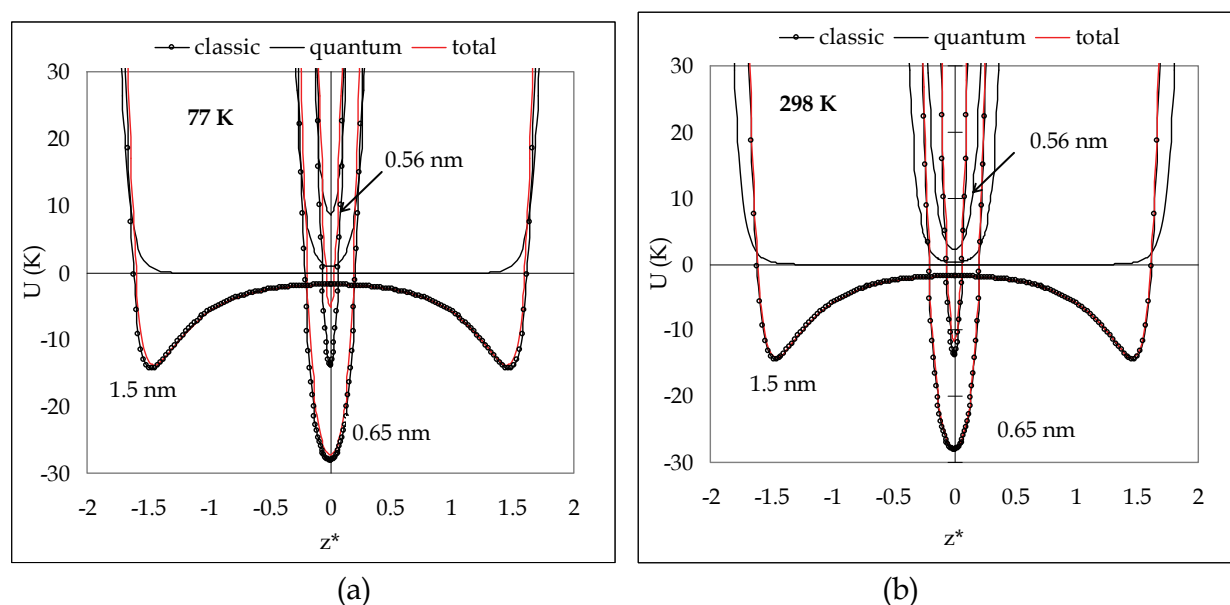 classic quantum total
30
20
10
0
-10
-20
-30
U (K)
77 K
0.56 nm
1.5 nm
0.65 nm
-2 -1.5 -1 -0.5 0 0.5 1 1.5 2
z*
(a)
classic quantum total
30
20
10
0
-10
-20
-30
U (K)
298 K
0.56 nm
1.5 nm
0.65 nm
-2 -1.5 -1 -0.5 0 0.5 1 1.5 2
z*
(b)